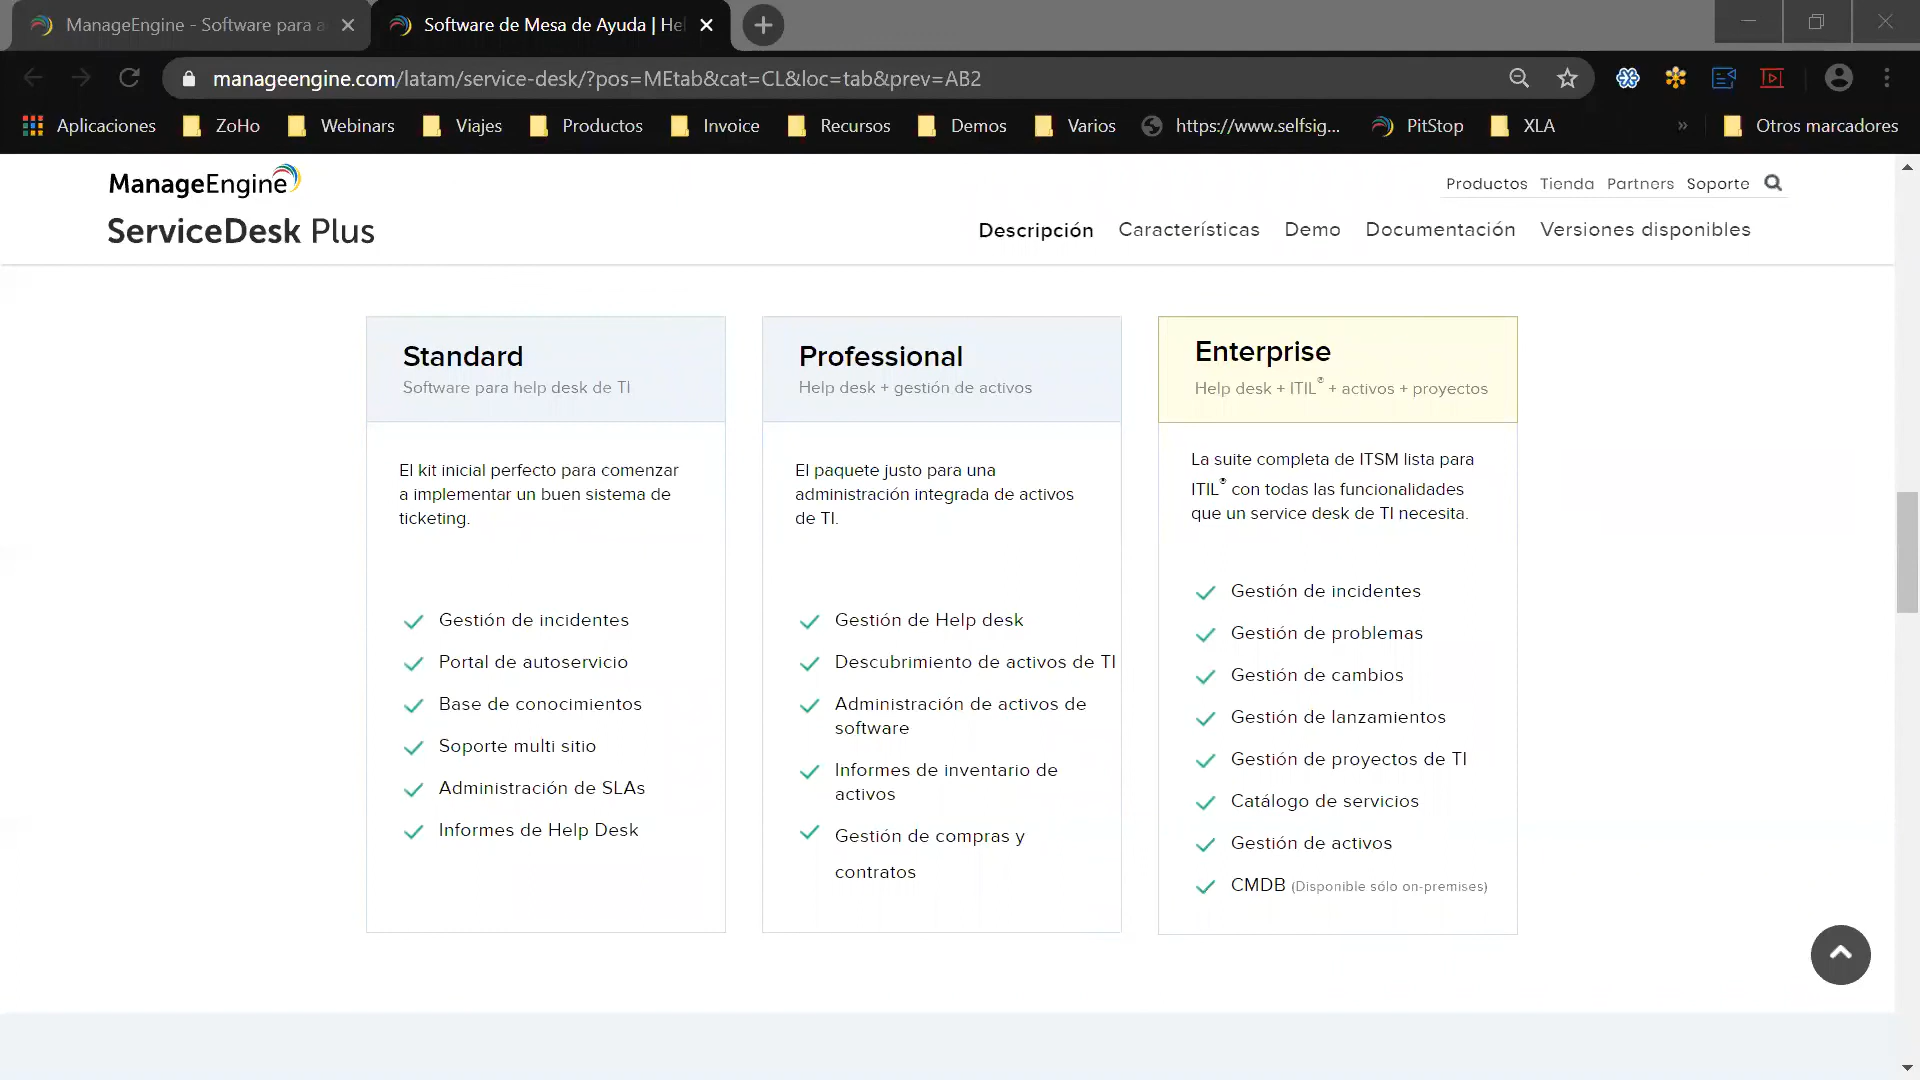 ManageEngine - Software para a
Software de Mesa de Ayuda | Hel
manageengine.com/latam/service-desk/?pos=MEtab&cat=CL&loc=tab&prev=AB2
Aplicaciones ZoHo Webinars Viajes Productos Invoice Recursos Demos Varios https://www.selfsig... PitStop XLA » Otros marcadores
ManageEngine
Productos Tienda Partners Soporte
ServiceDesk Plus
Descripción Características Demo Documentación Versiones disponibles
Standard
Software para help desk de TI
El kit inicial perfecto para comenzar
a implementar un buen sistema de
ticketing.
Gestión de incidentes
Portal de autoservicio
Base de conocimientos
Soporte multi sitio
Administración de SLAs
Informes de Help Desk
Professional
Help desk + gestión de activos
El paquete justo para una
administración integrada de activos
de TI.
Gestión de Help desk
Descubrimiento de activos de TI
Administración de activos de
software
Informes de inventario de
activos
Gestión de compras y
contratos
Enterprise
Help desk + ITIL® + activos + proyectos
La suite completa de ITSM lista para
ITIL® con todas las funcionalidades
que un service desk de TI necesita.
Gestión de incidentes
Gestión de problemas
Gestión de cambios
Gestión de lanzamientos
Gestión de proyectos de TI
Catálogo de servicios
Gestión de activos
CMDB (Disponible sólo on-premises)